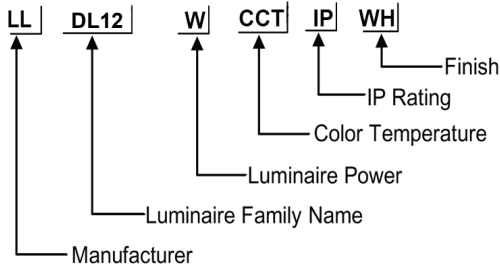 LL DL12 W CCT IP WH
Finish
IP Rating
Color Temperature
Luminaire Power
Luminaire Family Name
Manufacturer